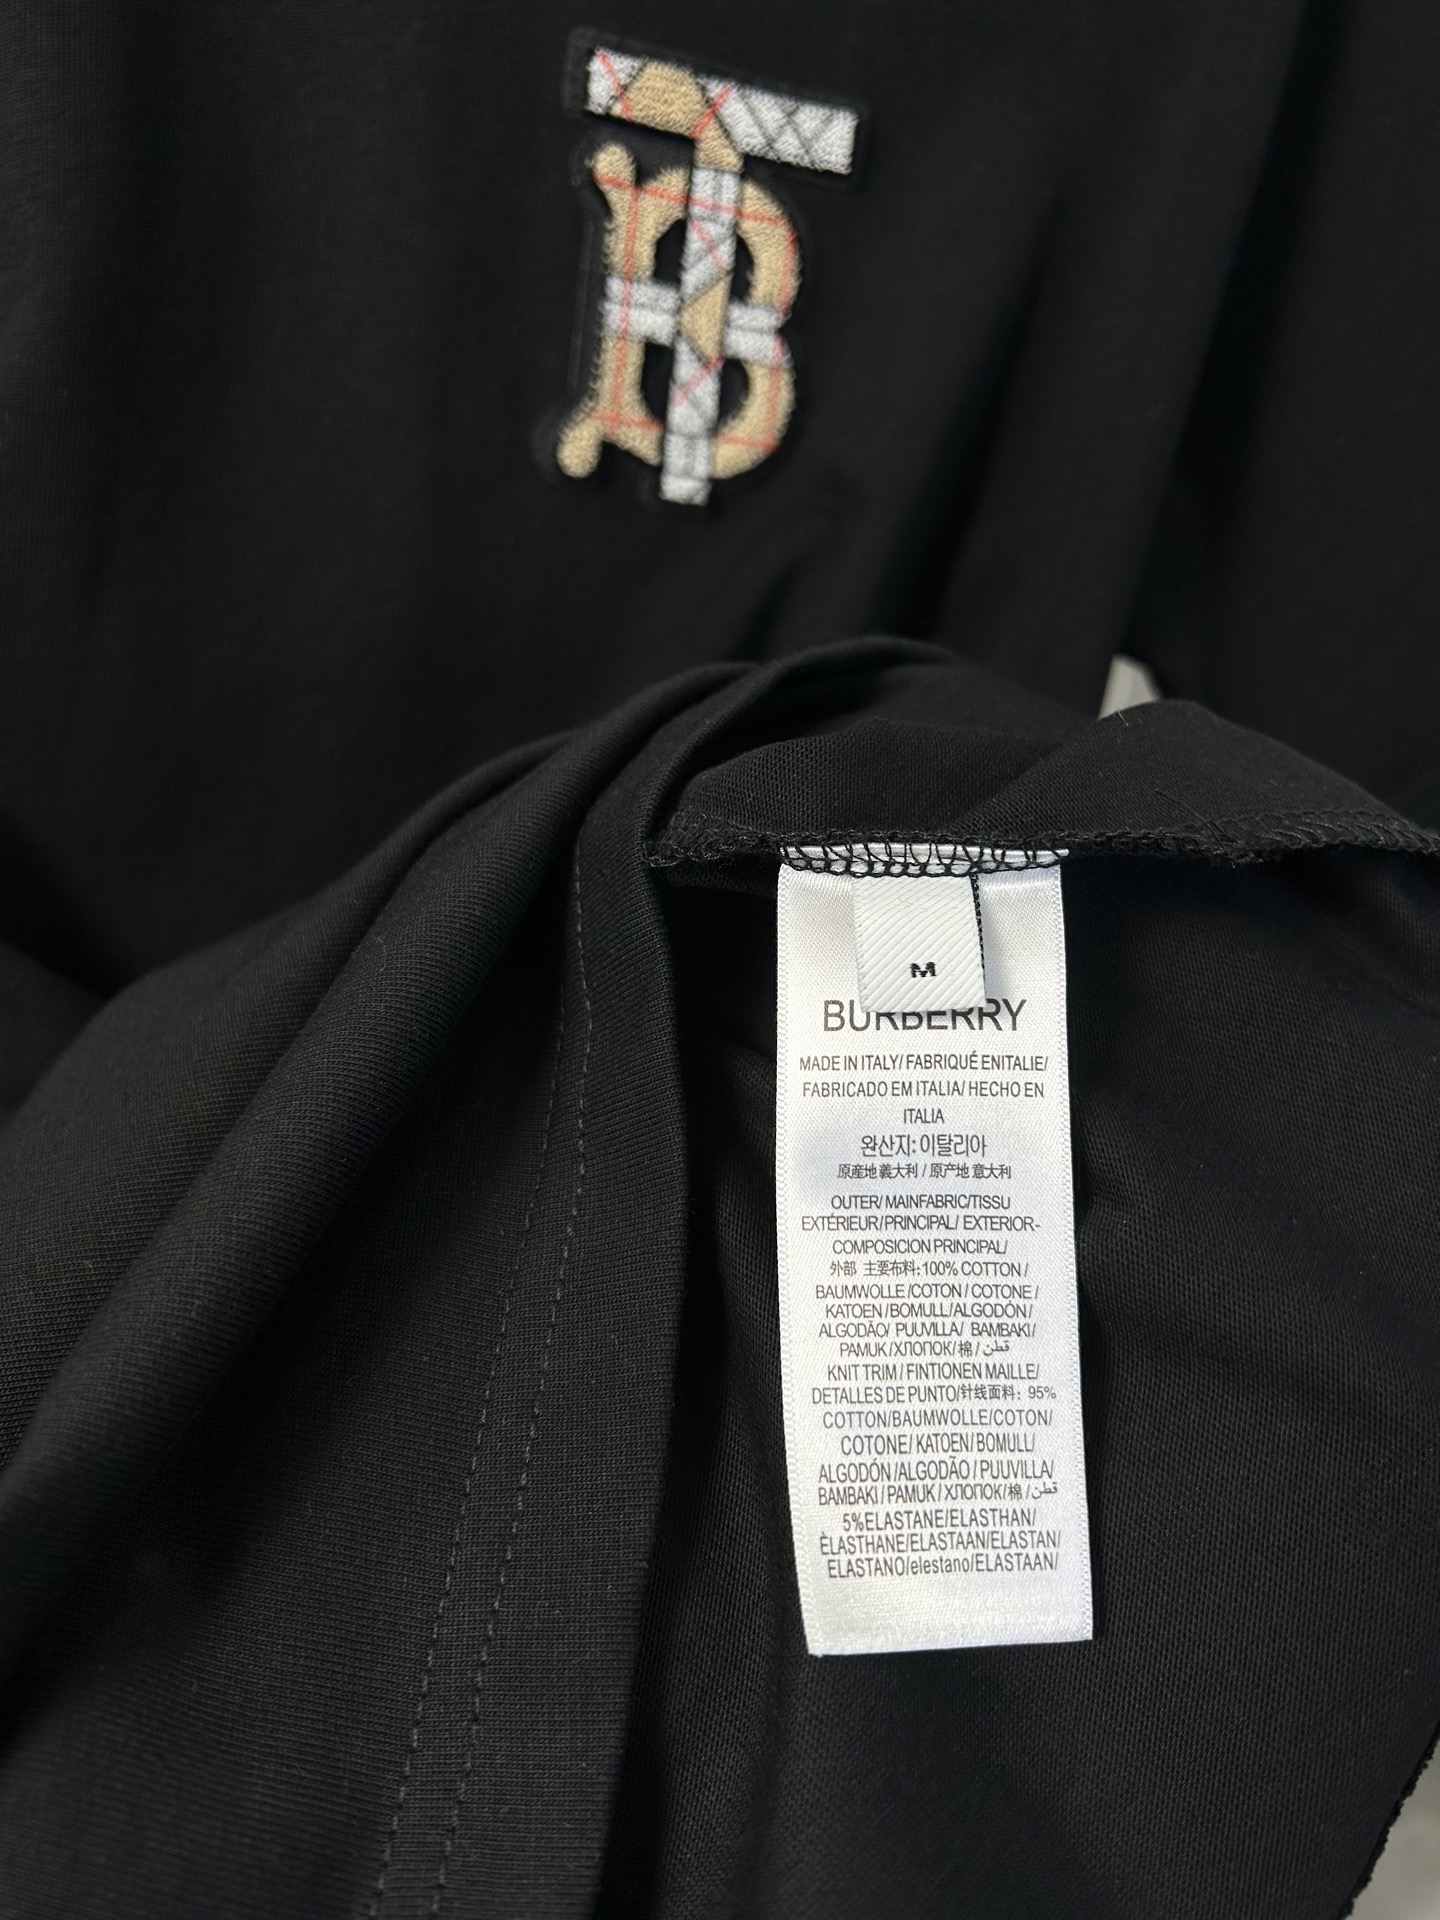 TB
M
BURBERRY
MADE IN ITALY/ FABRIQUÉ ENITALIE/
FABRICADO EM ITALIA/ HECHO EN
ITALIA
완산지: 이탈리아
原産地 義大利 / 原产地 意大利
OUTER/ MAINFABRIC/TISSU
EXTÉRIEUR/PRINCIPAL/ EXTERIOR-
COMPOSICION PRINCIPAL/
外部 主要布料: 100% COTTON /
BAUMWOLLE /COTON / COTONE /
KATOEN / BOMULL/ALGODÓN /
ALGODÃO/ PUUVILLA/ BAMBAKI /
PAMUK /ХЛОПОК/棉 / قطن
KNIT TRIM / FINTIONEN MAILLE/
DETALLES DE PUNTO/针线面料: 95%
COTTON/BAUMWOLLE/COTON/
COTONE/ KATOEN/BOMULL/
ALGODÓN /ALGODÃO / PUUVILLA/
BAMBAKI / PAMUK / ХЛОПОК/棉 /قطن
5%ELASTANE/ELASTHAN/
ÈLASTHANE/ELASTAAN/ELASTAN/
ELASTANO/elestano/ELASTAAN/